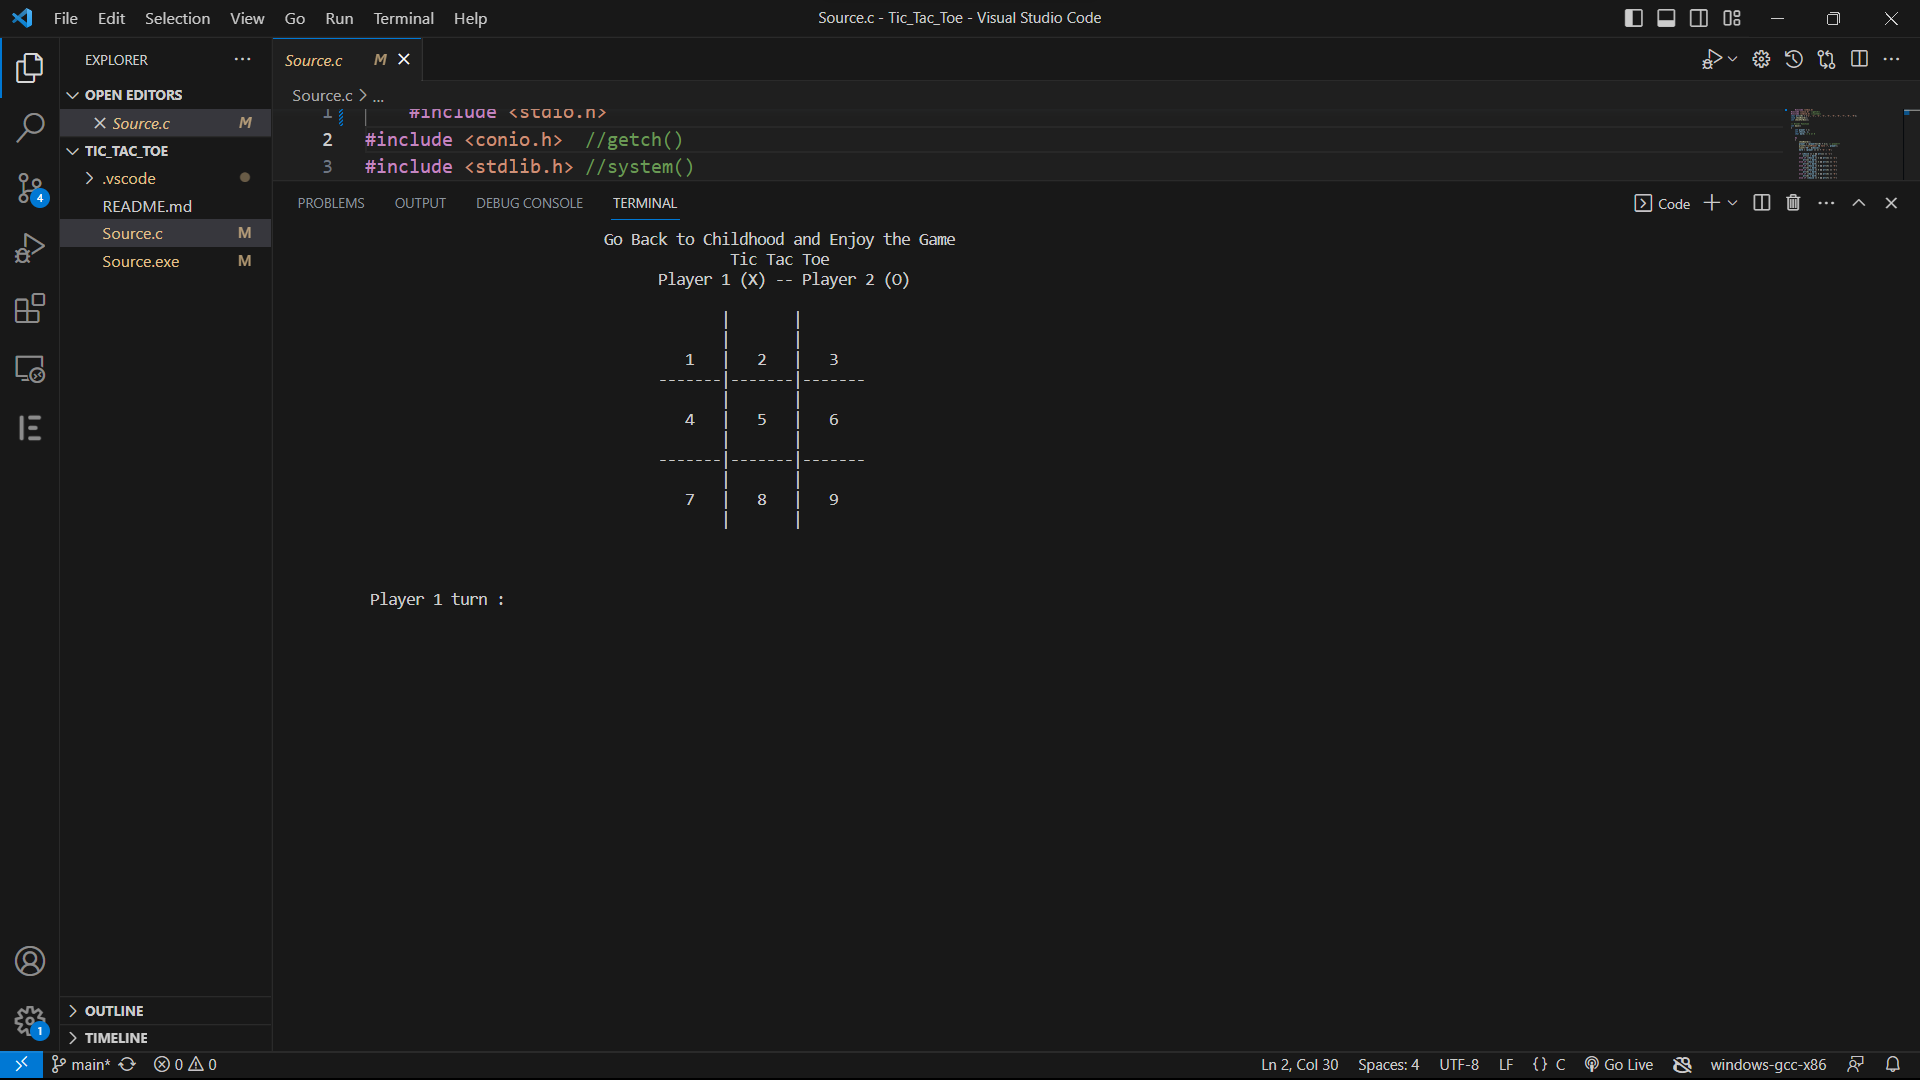 File Edit Selection View Go Run Terminal Help
Source.c - Tic_Tac_Toe - Visual Studio Code
EXPLORER
OPEN EDITORS
Source.c M
TIC_TAC_TOE
.vscode
README.md
Source.c M
Source.exe M
OUTLINE
TIMELINE
4
1
Source.c M
Source.c > ...
1 #include <stdio.h>
2 #include <conio.h> //getch()
3 #include <stdlib.h> //system()
PROBLEMS OUTPUT DEBUG CONSOLE TERMINAL
Code
Go Back to Childhood and Enjoy the Game
Tic Tac Toe
Player 1 (X) -- Player 2 (O)
| |
| |
1 | 2 | 3
-------|-------|-------
| |
4 | 5 | 6
| |
-------|-------|-------
| |
7 | 8 | 9
| |
Player 1 turn :
main* 0 0
Ln 2, Col 30 Spaces: 4 UTF-8 LF {} C Go Live windows-gcc-x86